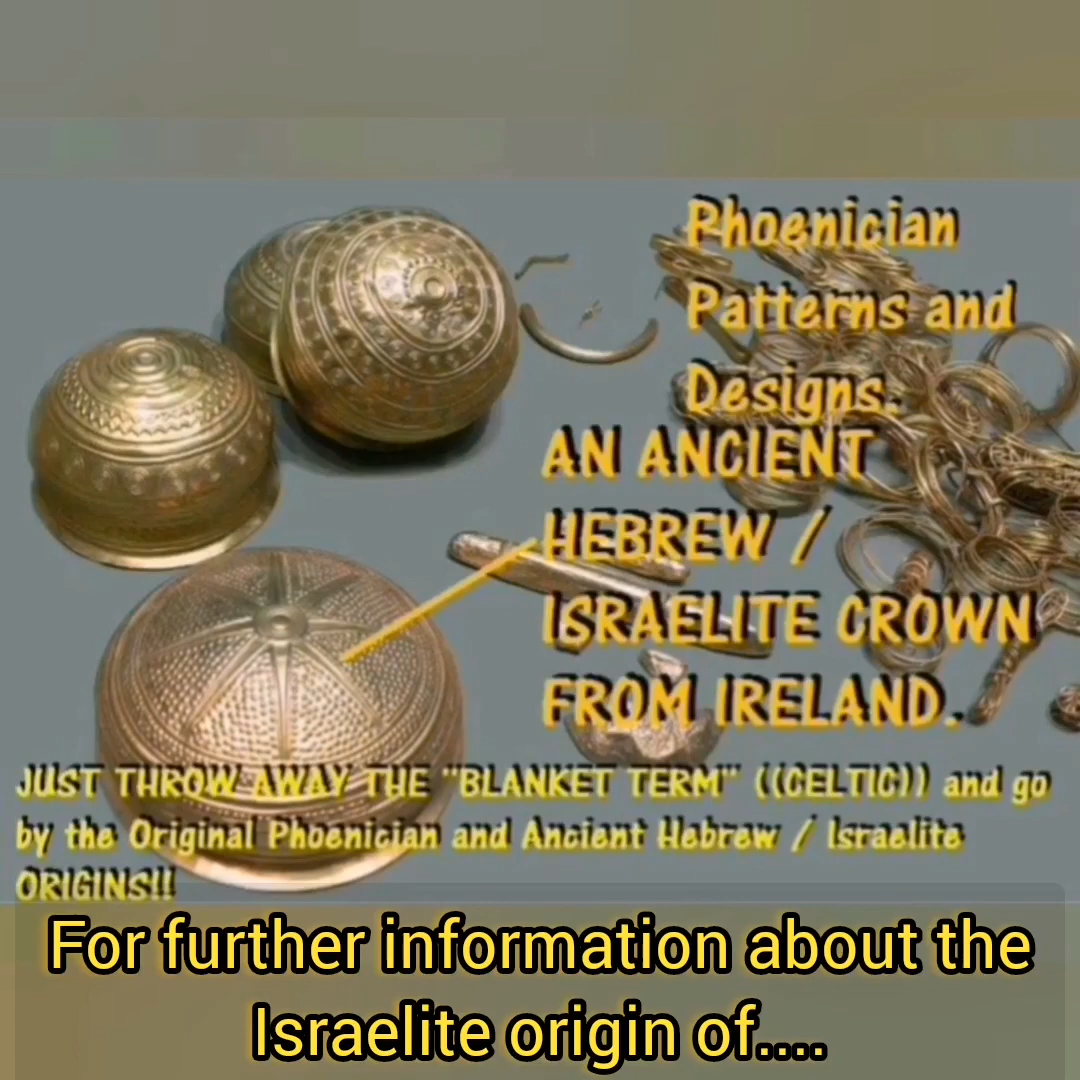 Phoenician
Patterns and
Designs.
AN ANCIENT
HEBREW /
ISRAELITE CROWN
FROM IRELAND.
JUST THROW AWAY THE "BLANKET TERM" ((CELTIC)) and go
by the Original Phoenician and Ancient Hebrew / Israelite
ORIGINS!!
For further information about the
Israelite origin of....